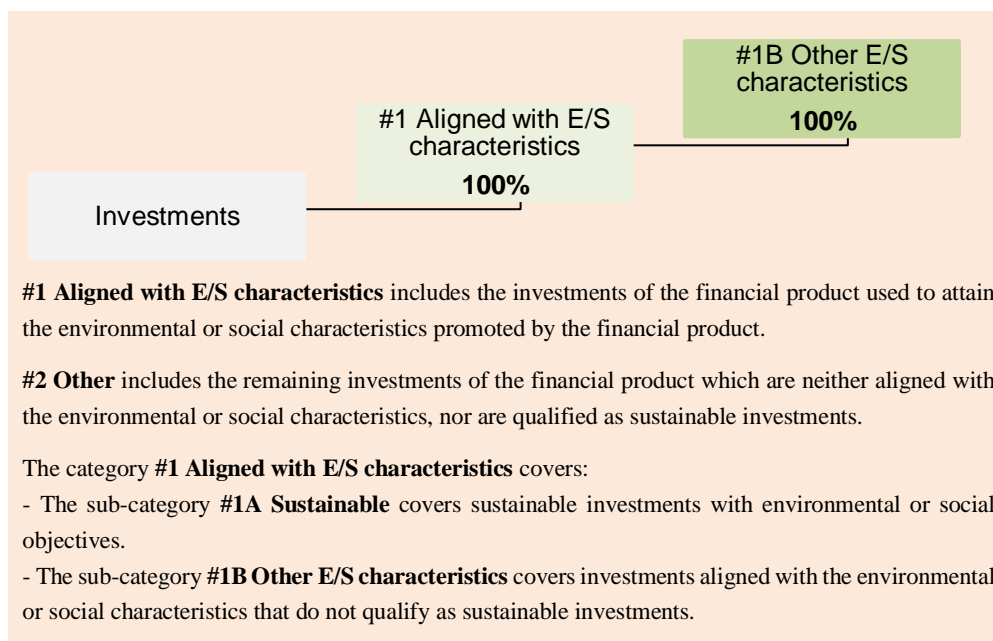 #1B Other E/S
characteristics
100%
#1 Aligned with E/S
characteristics
100%
Investments
#1 Aligned with E/S characteristics includes the investments of the financial product used to attain
the environmental or social characteristics promoted by the financial product.
#2 Other includes the remaining investments of the financial product which are neither aligned with
the environmental or social characteristics, nor are qualified as sustainable investments.
The category #1 Aligned with E/S characteristics covers:
- The sub-category #1A Sustainable covers sustainable investments with environmental or social
objectives.
- The sub-category #1B Other E/S characteristics covers investments aligned with the environmental
or social characteristics that do not qualify as sustainable investments.